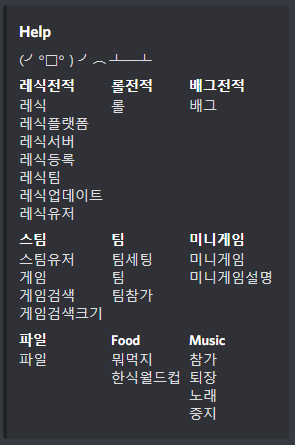 Help
(╯°□°)╯︵ ┻━┻
레식전적 롤전적 배그전적
레식 롤 배그
레식플랫폼
레식서버
레식등록
레식팀
레식업데이트
레식유저
스팀 팀 미니게임
스팀유저 팀세팅 미니게임
게임 팀 미니게임설명
게임검색 팀참가
게임검색크기
파일 Food Music
파일 뭐먹지 참가
한식월드컵 퇴장
노래
중지